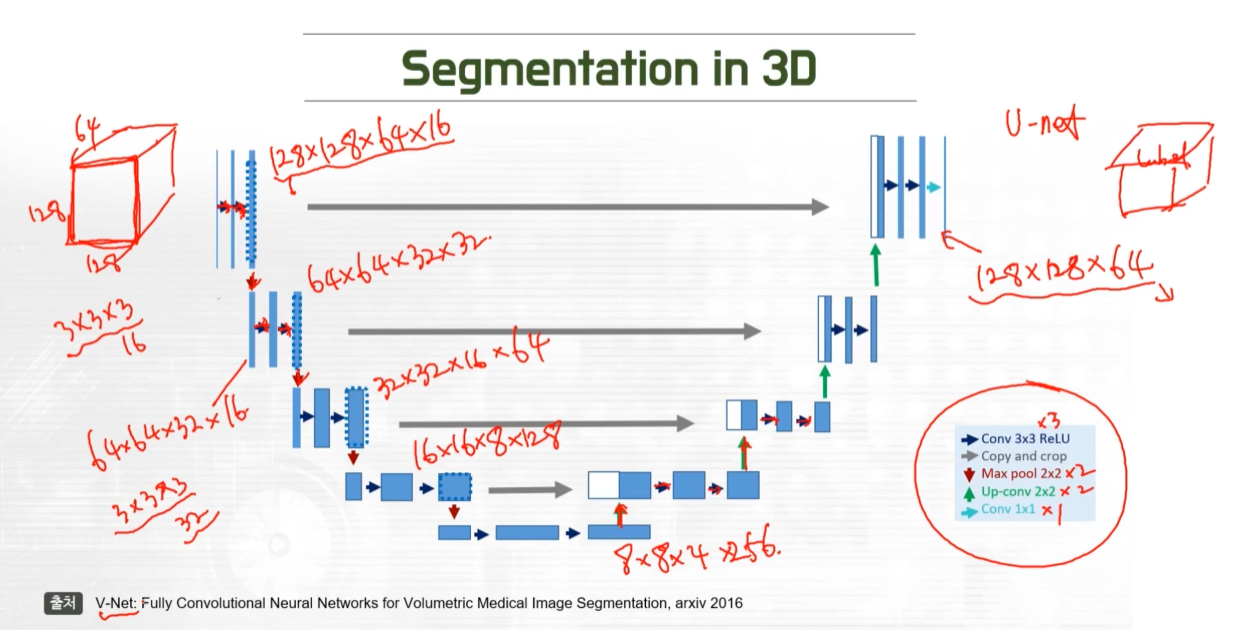 Segmentation in 3D
64
128
128
128×128×64×16
U-net
Label
64×64×32×32
128×128×64
3×3×3
16
32×32×16×64
64×64×32×16
16×16×8×128
3×3×3
32
×3
Conv 3x3 ReLU
Copy and crop
Max pool 2x2 ×2
Up-conv 2x2 ×2
Conv 1x1 ×1
8×8×4×256
출처 V-Net: Fully Convolutional Neural Networks for Volumetric Medical Image Segmentation, arxiv 2016